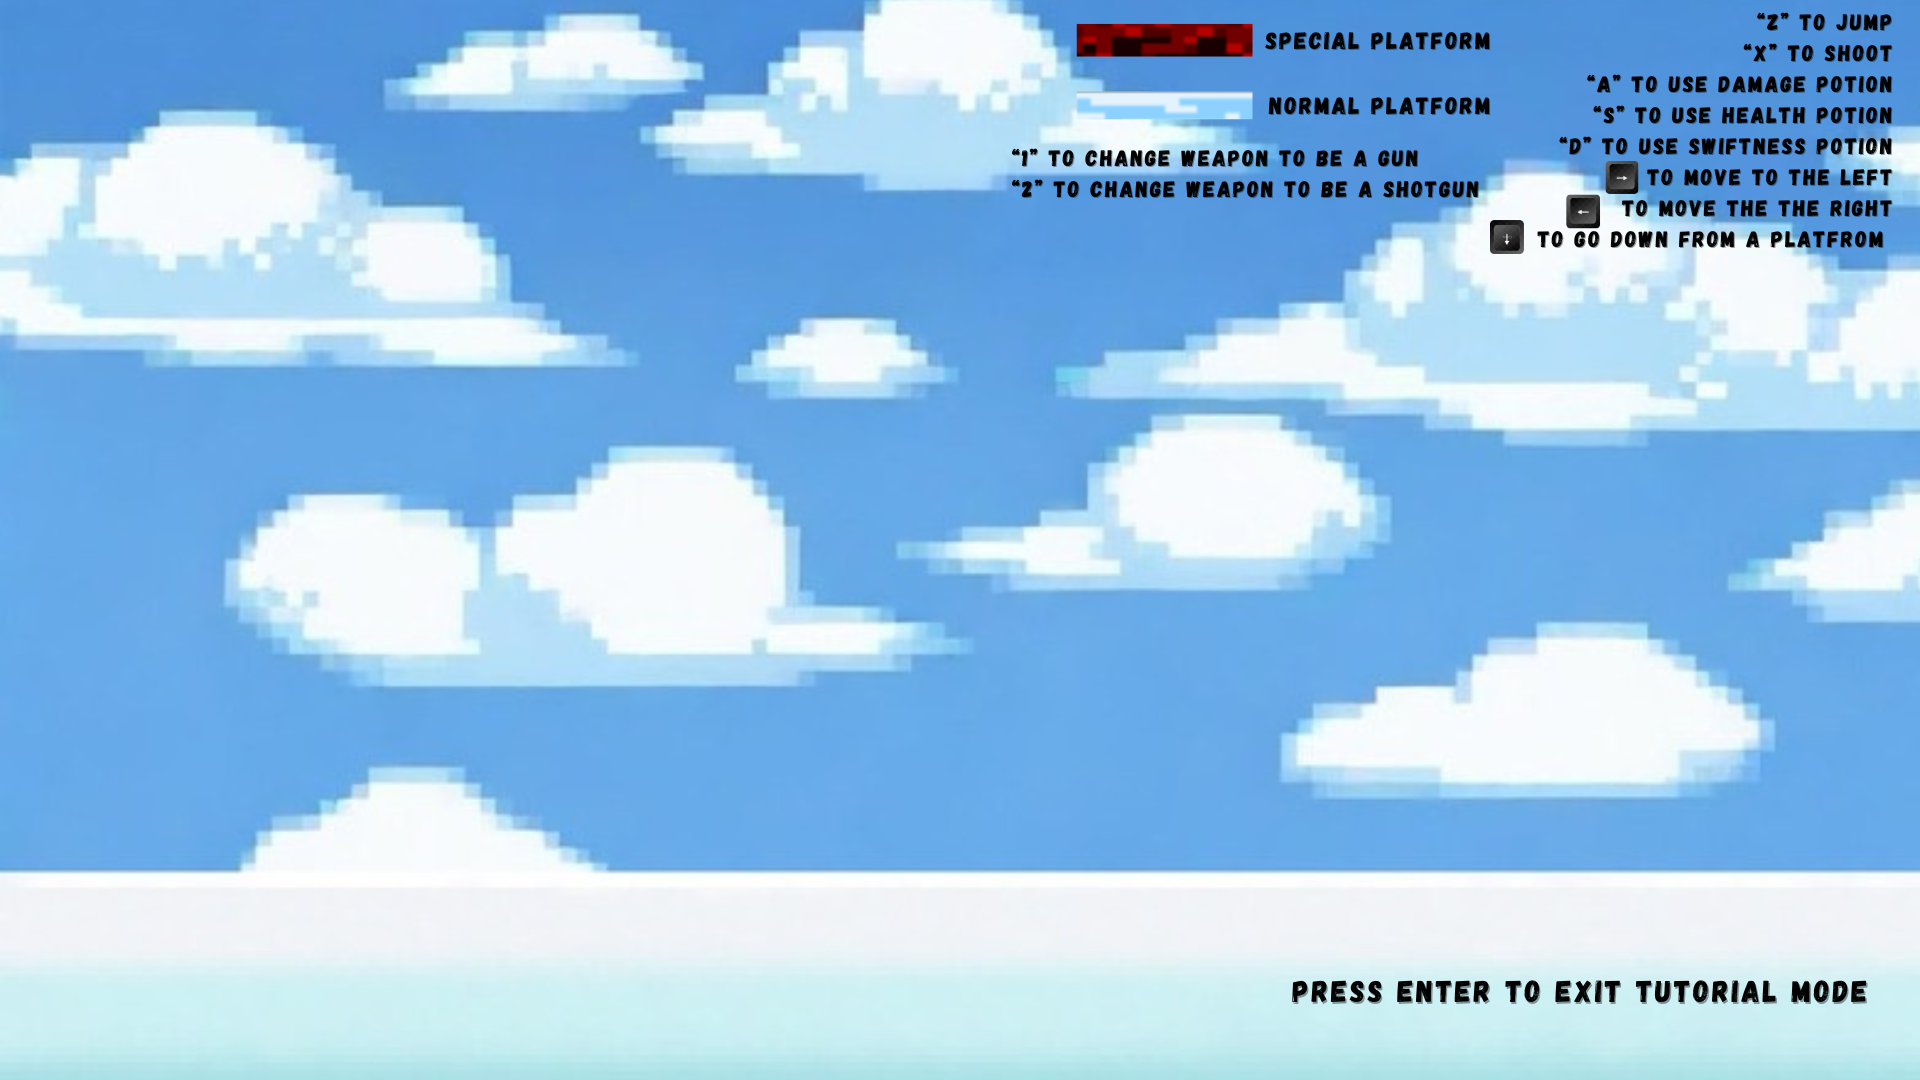 SPECIAL PLATFORM
NORMAL PLATFORM
“1” TO CHANGE WEAPON TO BE A GUN
“2” TO CHANGE WEAPON TO BE A SHOTGUN
“Z” TO JUMP
“X” TO SHOOT
“A” TO USE DAMAGE POTION
“S” TO USE HEALTH POTION
“D” TO USE SWIFTNESS POTION
→ TO MOVE TO THE LEFT
← TO MOVE THE THE RIGHT
↓ TO GO DOWN FROM A PLATFROM
PRESS ENTER TO EXIT TUTORIAL MODE